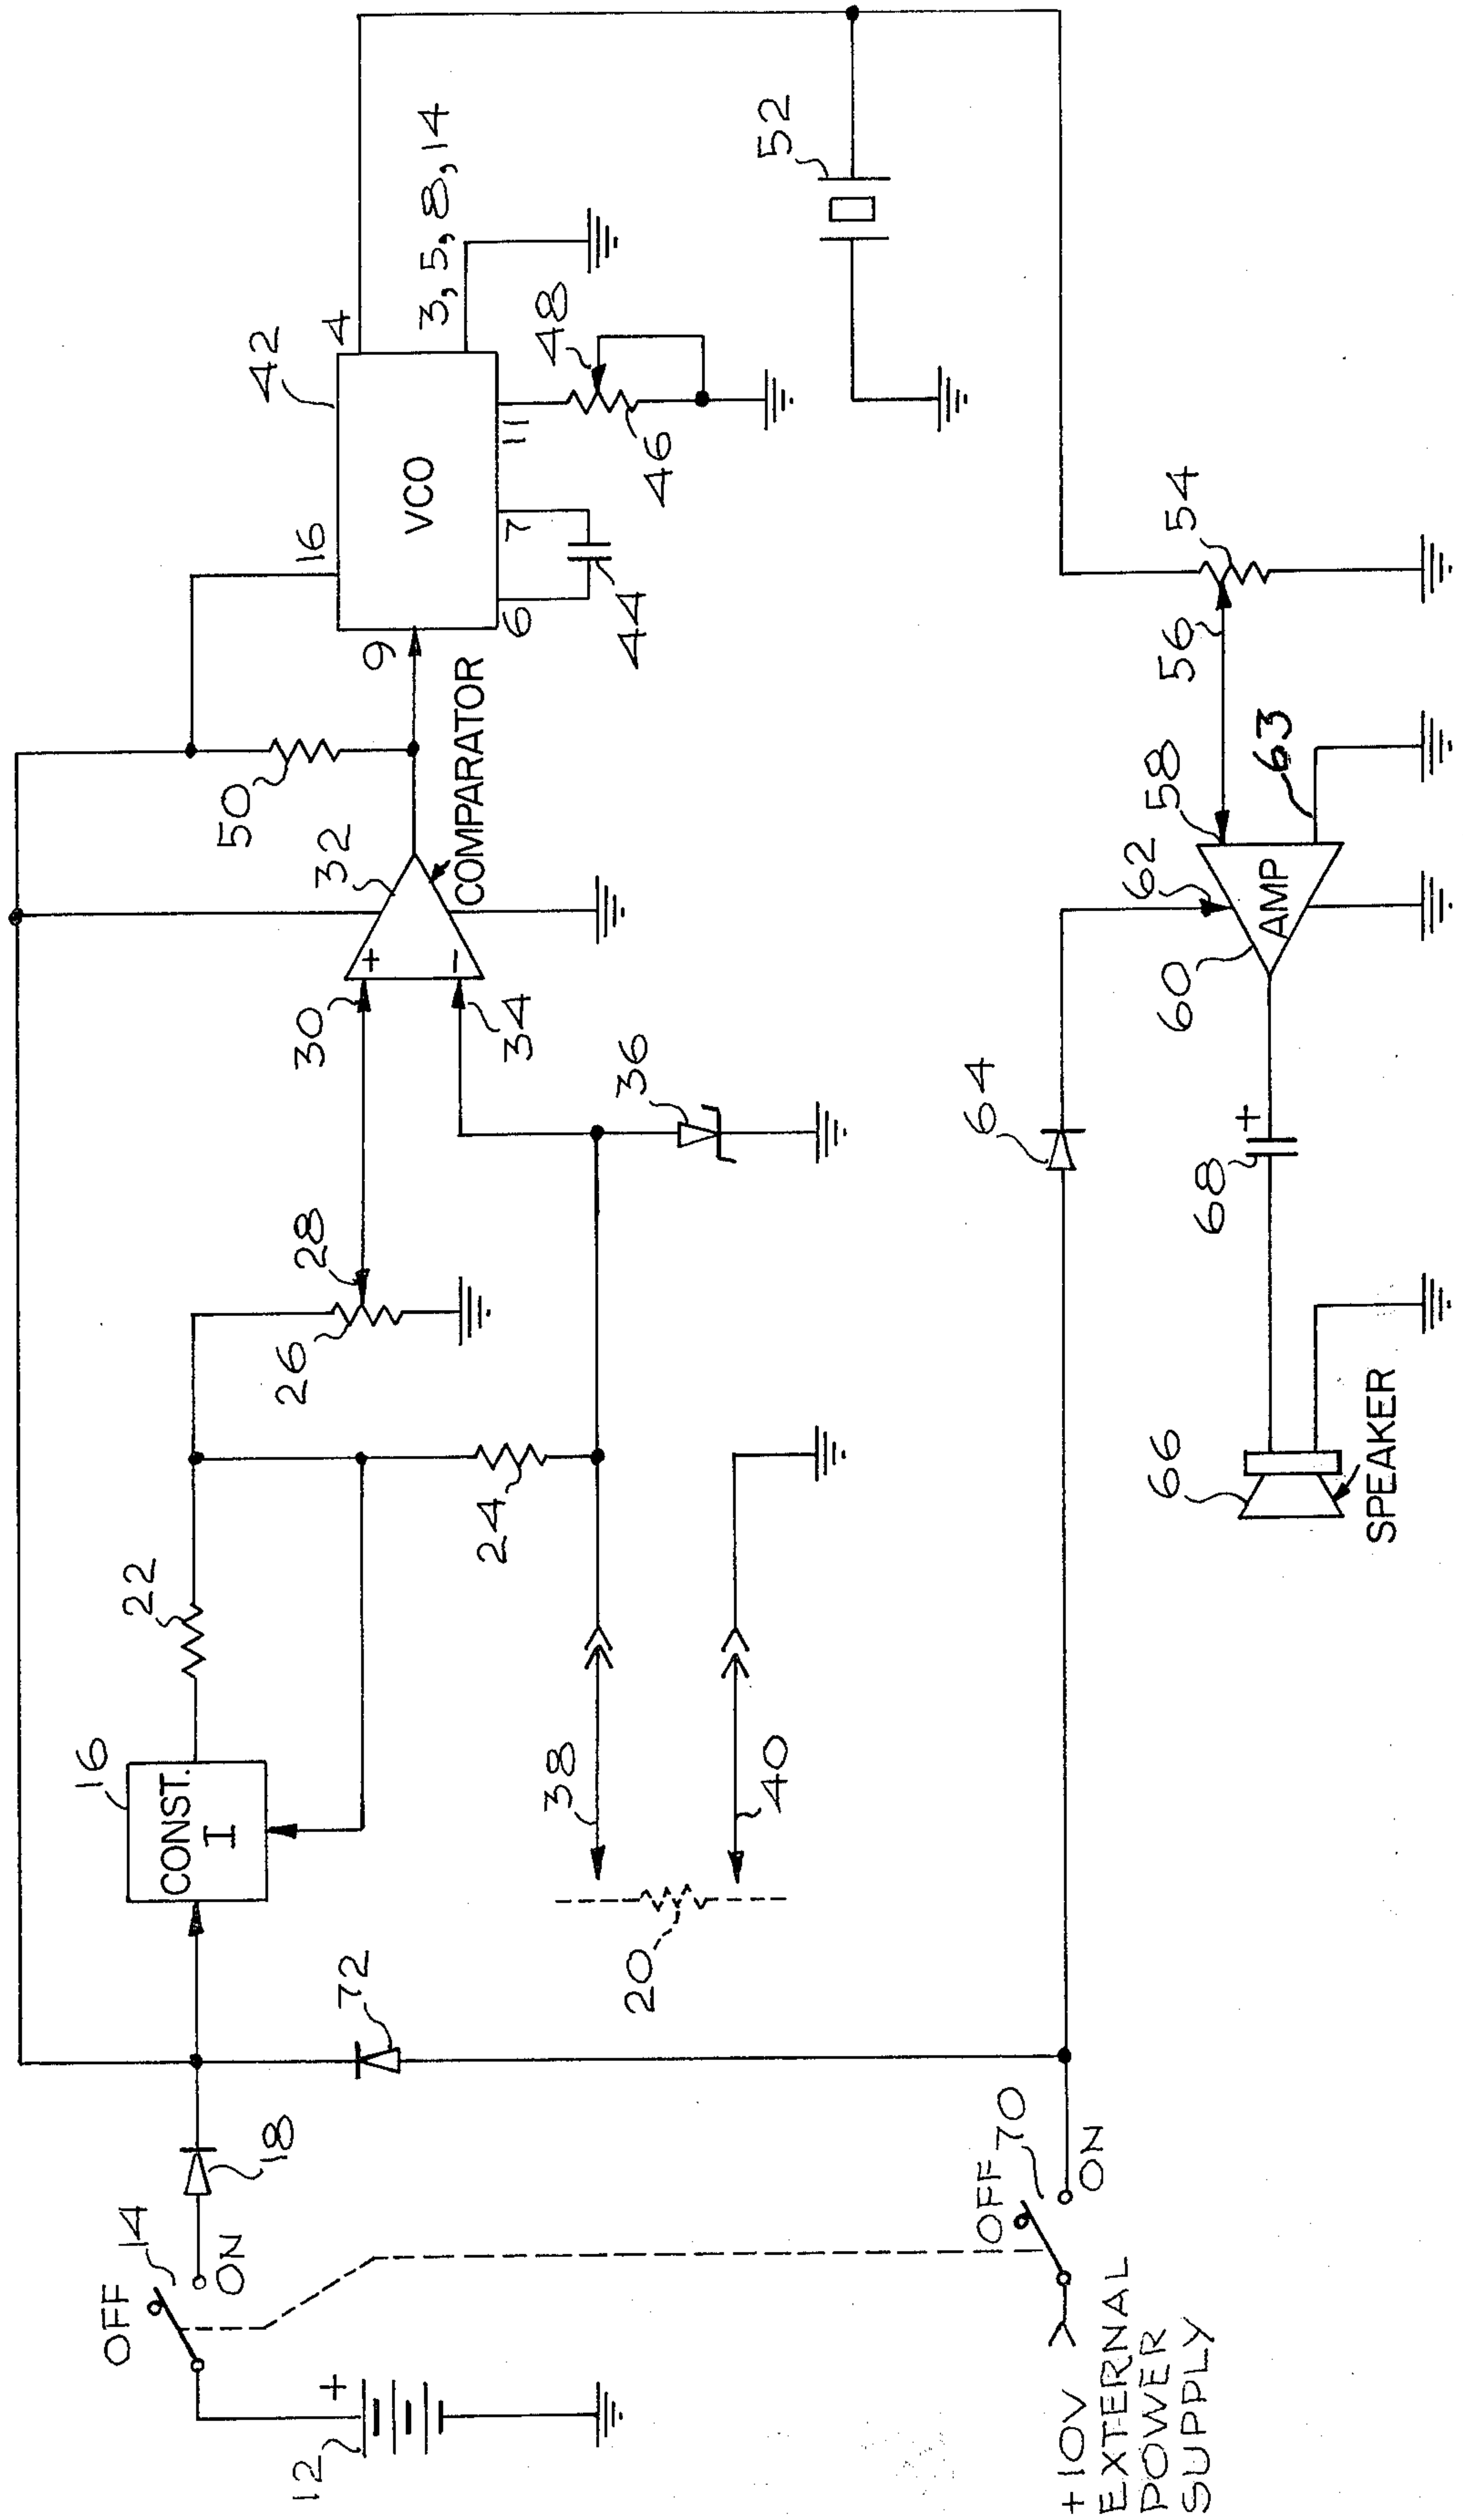 OFF
14
ON
12
+
18
72
16
CONST.
I
22
24
26
28
30
32
+
−
34
COMPARATOR
36
38
40
20
50
9
16
VCO
42
4
3, 5, 8, 14
6
7
11
44
46
48
52
54
56
58
60
62
63
AMP
64
+
68
66
SPEAKER
OFF
70
ON
+10V
EXTERNAL
POWER
SUPPLY